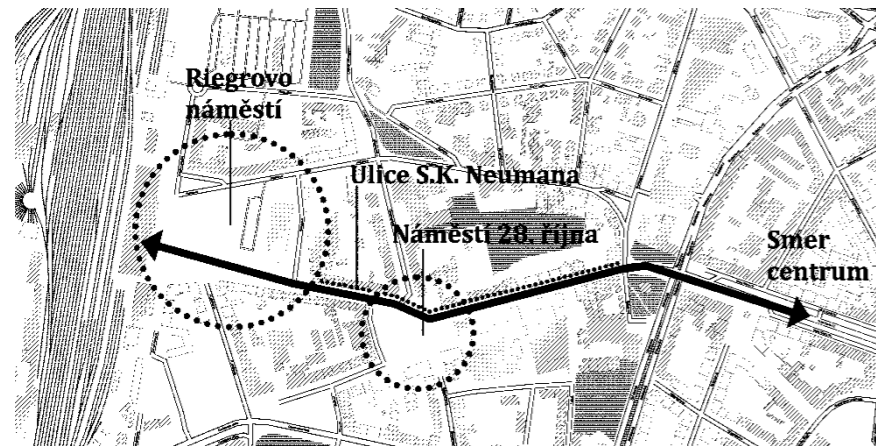 Riegrovo
náměstí
Ulice S.K. Neumana
Náměstí 28. října
Smer
centrum